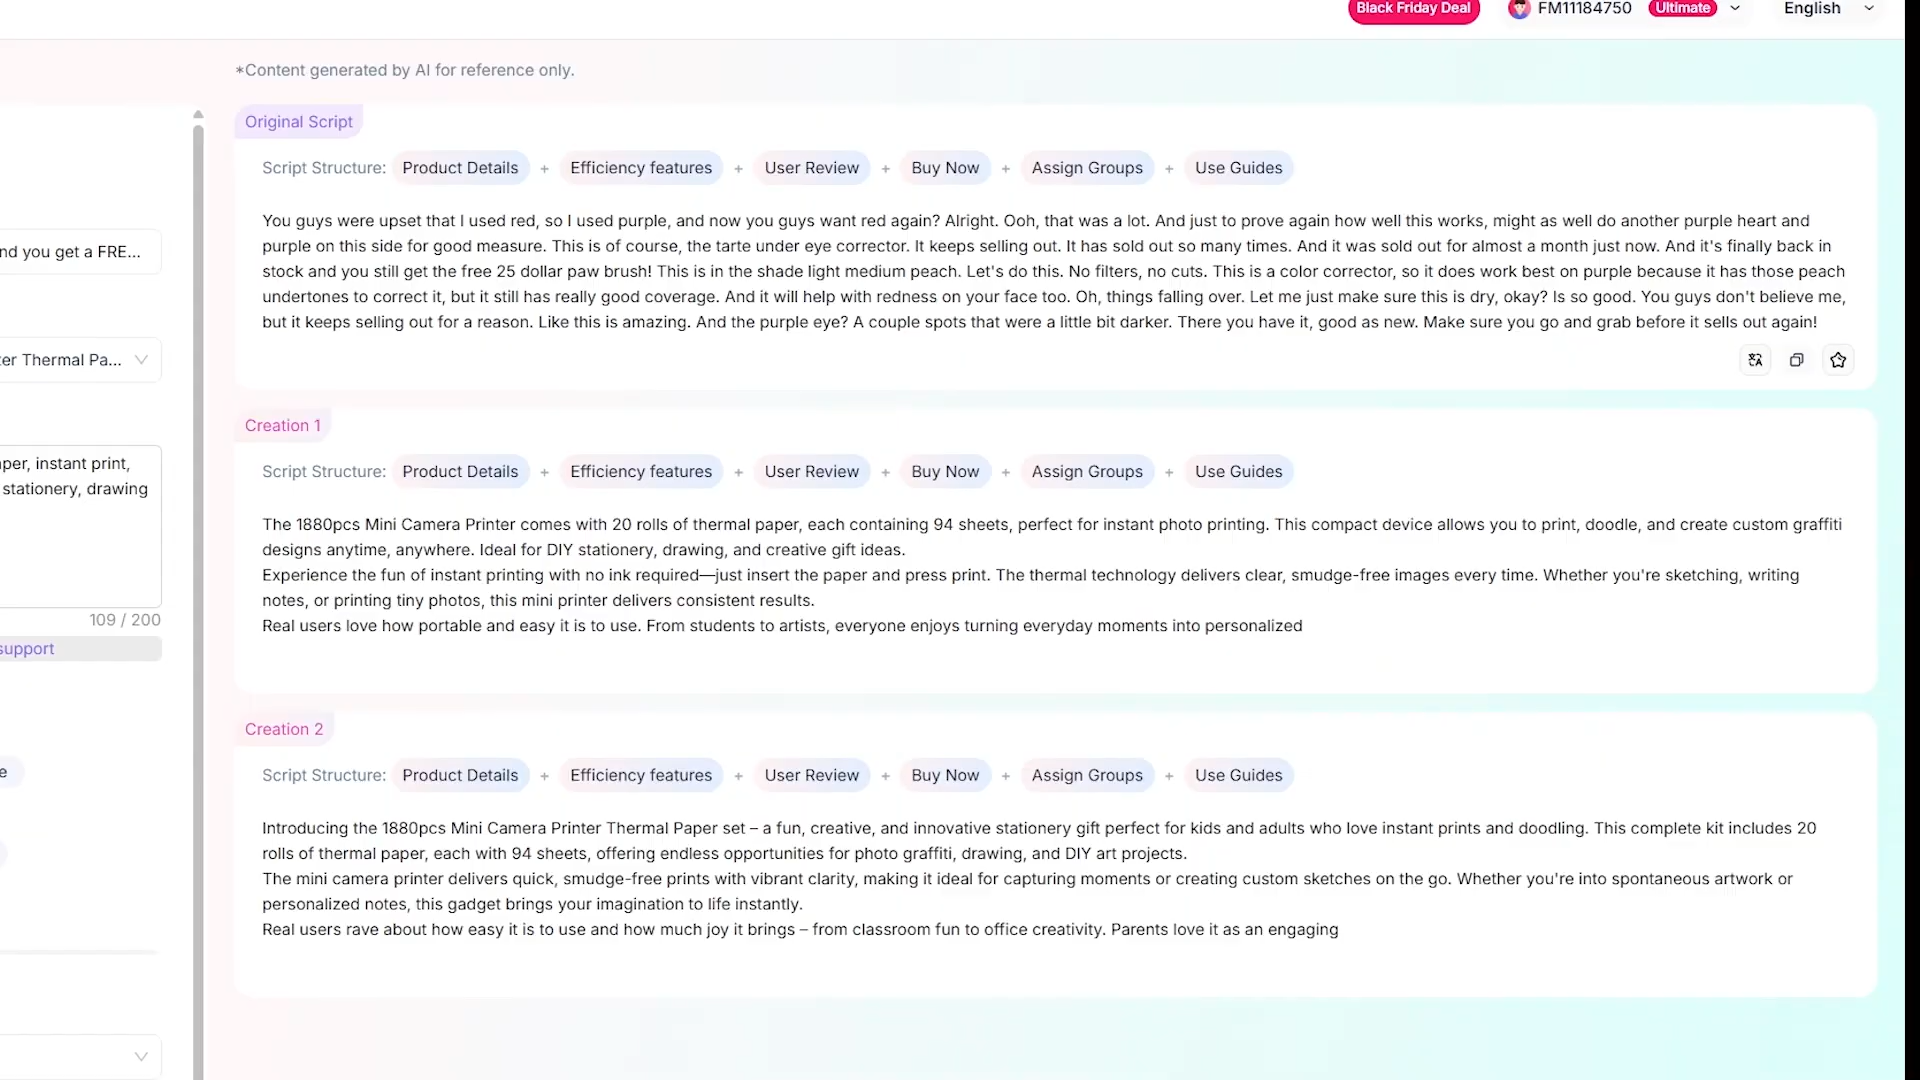 Black Friday Deal FM11184750 Ultimate English
*Content generated by AI for reference only.
Original Script
Script Structure: Product Details + Efficiency features + User Review + Buy Now + Assign Groups + Use Guides
You guys were upset that I used red, so I used purple, and now you guys want red again? Alright. Ooh, that was a lot. And just to prove again how well this works, might as well do another purple heart and
purple on this side for good measure. This is of course, the tarte under eye corrector. It keeps selling out. It has sold out so many times. And it was sold out for almost a month just now. And it's finally back in
stock and you still get the free 25 dollar paw brush! This is in the shade light medium peach. Let's do this. No filters, no cuts. This is a color corrector, so it does work best on purple because it has those peach
undertones to correct it, but it still has really good coverage. And it will help with redness on your face too. Oh, things falling over. Let me just make sure this is dry, okay? Is so good. You guys don't believe me,
but it keeps selling out for a reason. Like this is amazing. And the purple eye? A couple spots that were a little bit darker. There you have it, good as new. Make sure you go and grab before it sells out again!
nd you get a FRE...
er Thermal Pa...
per, instant print,
stationery, drawing
109 / 200
support
e
Creation 1
Script Structure: Product Details + Efficiency features + User Review + Buy Now + Assign Groups + Use Guides
The 1880pcs Mini Camera Printer comes with 20 rolls of thermal paper, each containing 94 sheets, perfect for instant photo printing. This compact device allows you to print, doodle, and create custom graffiti
designs anytime, anywhere. Ideal for DIY stationery, drawing, and creative gift ideas.
Experience the fun of instant printing with no ink required—just insert the paper and press print. The thermal technology delivers clear, smudge-free images every time. Whether you're sketching, writing
notes, or printing tiny photos, this mini printer delivers consistent results.
Real users love how portable and easy it is to use. From students to artists, everyone enjoys turning everyday moments into personalized
Creation 2
Script Structure: Product Details + Efficiency features + User Review + Buy Now + Assign Groups + Use Guides
Introducing the 1880pcs Mini Camera Printer Thermal Paper set – a fun, creative, and innovative stationery gift perfect for kids and adults who love instant prints and doodling. This complete kit includes 20
rolls of thermal paper, each with 94 sheets, offering endless opportunities for photo graffiti, drawing, and DIY art projects.
The mini camera printer delivers quick, smudge-free prints with vibrant clarity, making it ideal for capturing moments or creating custom sketches on the go. Whether you're into spontaneous artwork or
personalized notes, this gadget brings your imagination to life instantly.
Real users rave about how easy it is to use and how much joy it brings – from classroom fun to office creativity. Parents love it as an engaging